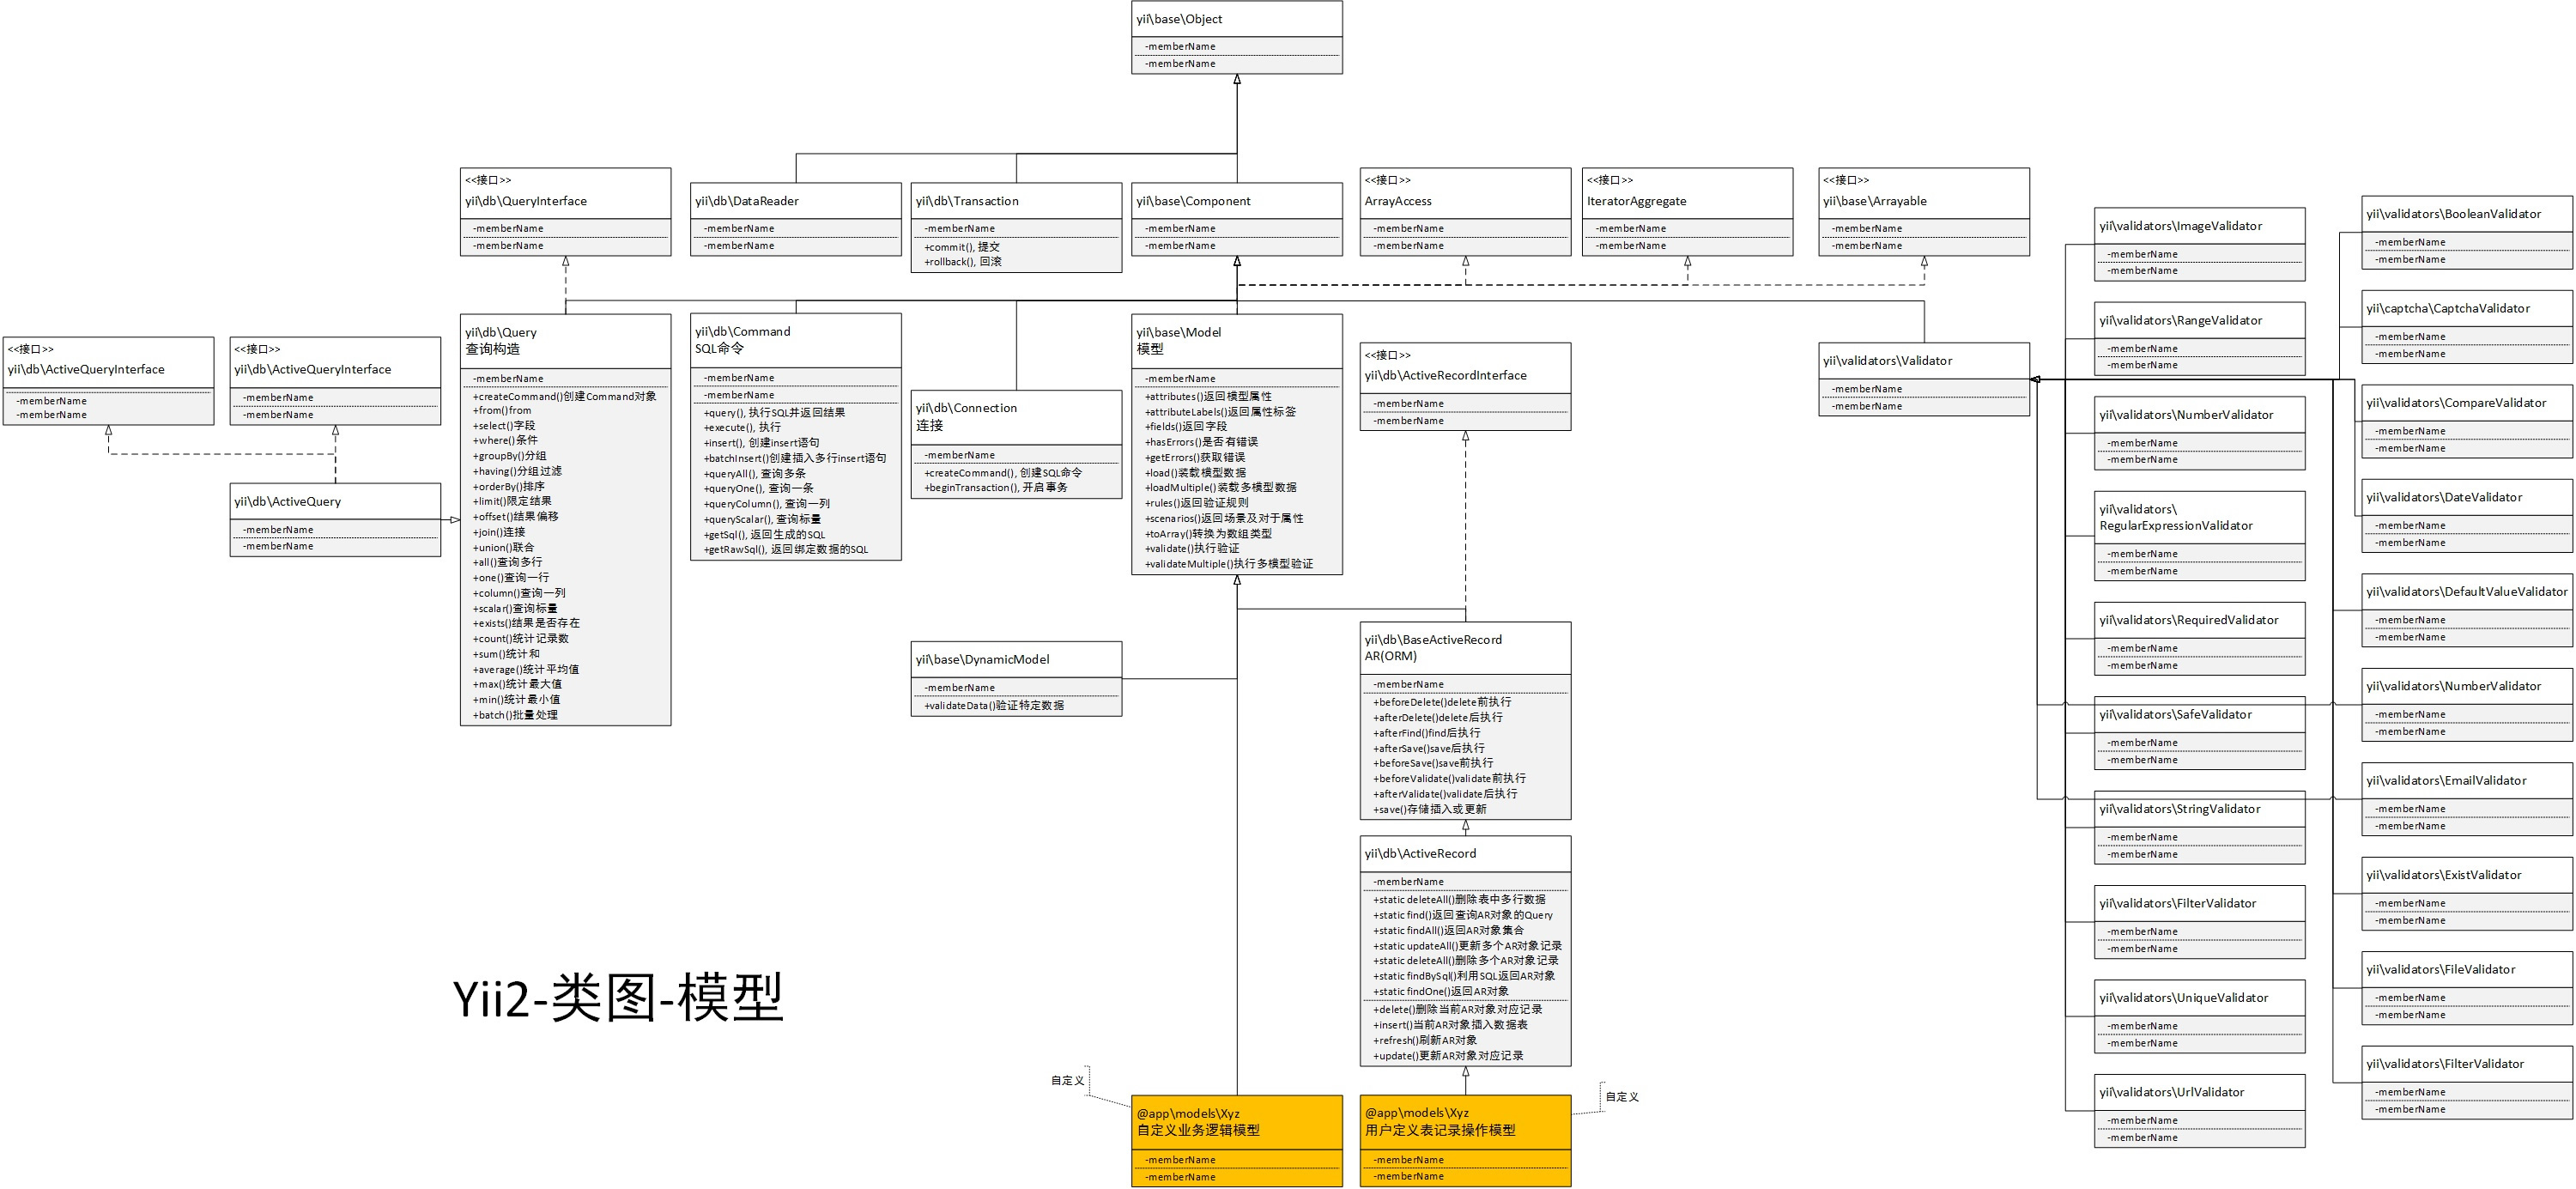 yii\base\Object
-memberName
-memberName
<<接口>>
yii\db\QueryInterface
-memberName
-memberName
yii\db\DataReader
-memberName
-memberName
yii\db\Transaction
-memberName
+commit(), 提交
+rollback(), 回滚
yii\base\Component
-memberName
-memberName
<<接口>>
ArrayAccess
-memberName
-memberName
<<接口>>
IteratorAggregate
-memberName
-memberName
<<接口>>
yii\base\Arrayable
-memberName
-memberName
<<接口>>
yii\db\ActiveQueryInterface
-memberName
-memberName
<<接口>>
yii\db\ActiveQueryInterface
-memberName
-memberName
yii\db\ActiveQuery
-memberName
-memberName
yii\db\Query
查询构造
-memberName
+createCommand()创建Command对象
+from()from
+select()字段
+where()条件
+groupBy()分组
+having()分组过滤
+orderBy()排序
+limit()限定结果
+offset()结果偏移
+join()连接
+union()联合
+all()查询多行
+one()查询一行
+column()查询一列
+scalar()查询标量
+exists()结果是否存在
+count()统计记录数
+sum()统计和
+average()统计平均值
+max()统计最大值
+min()统计最小值
+batch()批量处理
yii\db\Command
SQL命令
-memberName
-memberName
+query(), 执行SQL并返回结果
+execute(), 执行
+insert(), 创建insert语句
+batchInsert()创建插入多行insert语句
+queryAll(), 查询多条
+queryOne(), 查询一条
+queryColumn(), 查询一列
+queryScalar(), 查询标量
+getSql(), 返回生成的SQL
+getRawSql(), 返回绑定数据的SQL
yii\db\Connection
连接
-memberName
+createCommand(), 创建SQL命令
+beginTransaction(), 开启事务
yii\base\Model
模型
-memberName
+attributes()返回模型属性
+attributeLabels()返回属性标签
+fields()返回字段
+hasErrors()是否有错误
+getErrors()获取错误
+load()装载模型数据
+loadMultiple()装载多模型数据
+rules()返回验证规则
+scenarios()返回场景及对于属性
+toArray()转换为数组类型
+validate()执行验证
+validateMultiple()执行多模型验证
<<接口>>
yii\db\ActiveRecordInterface
-memberName
-memberName
yii\validators\Validator
-memberName
-memberName
yii\base\DynamicModel
-memberName
+validateData()验证特定数据
yii\db\BaseActiveRecord
AR(ORM)
-memberName
+beforeDelete()delete前执行
+afterDelete()delete后执行
+afterFind()find后执行
+afterSave()save后执行
+beforeSave()save前执行
+beforeValidate()validate前执行
+afterValidate()validate后执行
+save()存储插入或更新
yii\db\ActiveRecord
-memberName
+static deleteAll()删除表中多行数据
+static find()返回查询AR对象的Query
+static findAll()返回AR对象集合
+static updateAll()更新多个AR对象记录
+static deleteAll()删除多个AR对象记录
+static findBySql()利用SQL返回AR对象
+static findOne()返回AR对象
+delete()删除当前AR对象对应记录
+insert()当前AR对象插入数据表
+refresh()刷新AR对象
+update()更新AR对象对应记录
Yii2-类图-模型
自定义
@app\models\Xyz
自定义业务逻辑模型
-memberName
-memberName
自定义
@app\models\Xyz
用户定义表记录操作模型
-memberName
-memberName
yii\validators\ImageValidator
-memberName
-memberName
yii\validators\RangeValidator
-memberName
-memberName
yii\validators\NumberValidator
-memberName
-memberName
yii\validators\
RegularExpressionValidator
-memberName
-memberName
yii\validators\RequiredValidator
-memberName
-memberName
yii\validators\SafeValidator
-memberName
-memberName
yii\validators\StringValidator
-memberName
-memberName
yii\validators\FilterValidator
-memberName
-memberName
yii\validators\UniqueValidator
-memberName
-memberName
yii\validators\UrlValidator
-memberName
-memberName
yii\validators\BooleanValidator
-memberName
-memberName
yii\captcha\CaptchaValidator
-memberName
-memberName
yii\validators\CompareValidator
-memberName
-memberName
yii\validators\DateValidator
-memberName
-memberName
yii\validators\DefaultValueValidator
-memberName
-memberName
yii\validators\NumberValidator
-memberName
-memberName
yii\validators\EmailValidator
-memberName
-memberName
yii\validators\ExistValidator
-memberName
-memberName
yii\validators\FileValidator
-memberName
-memberName
yii\validators\FilterValidator
-memberName
-memberName